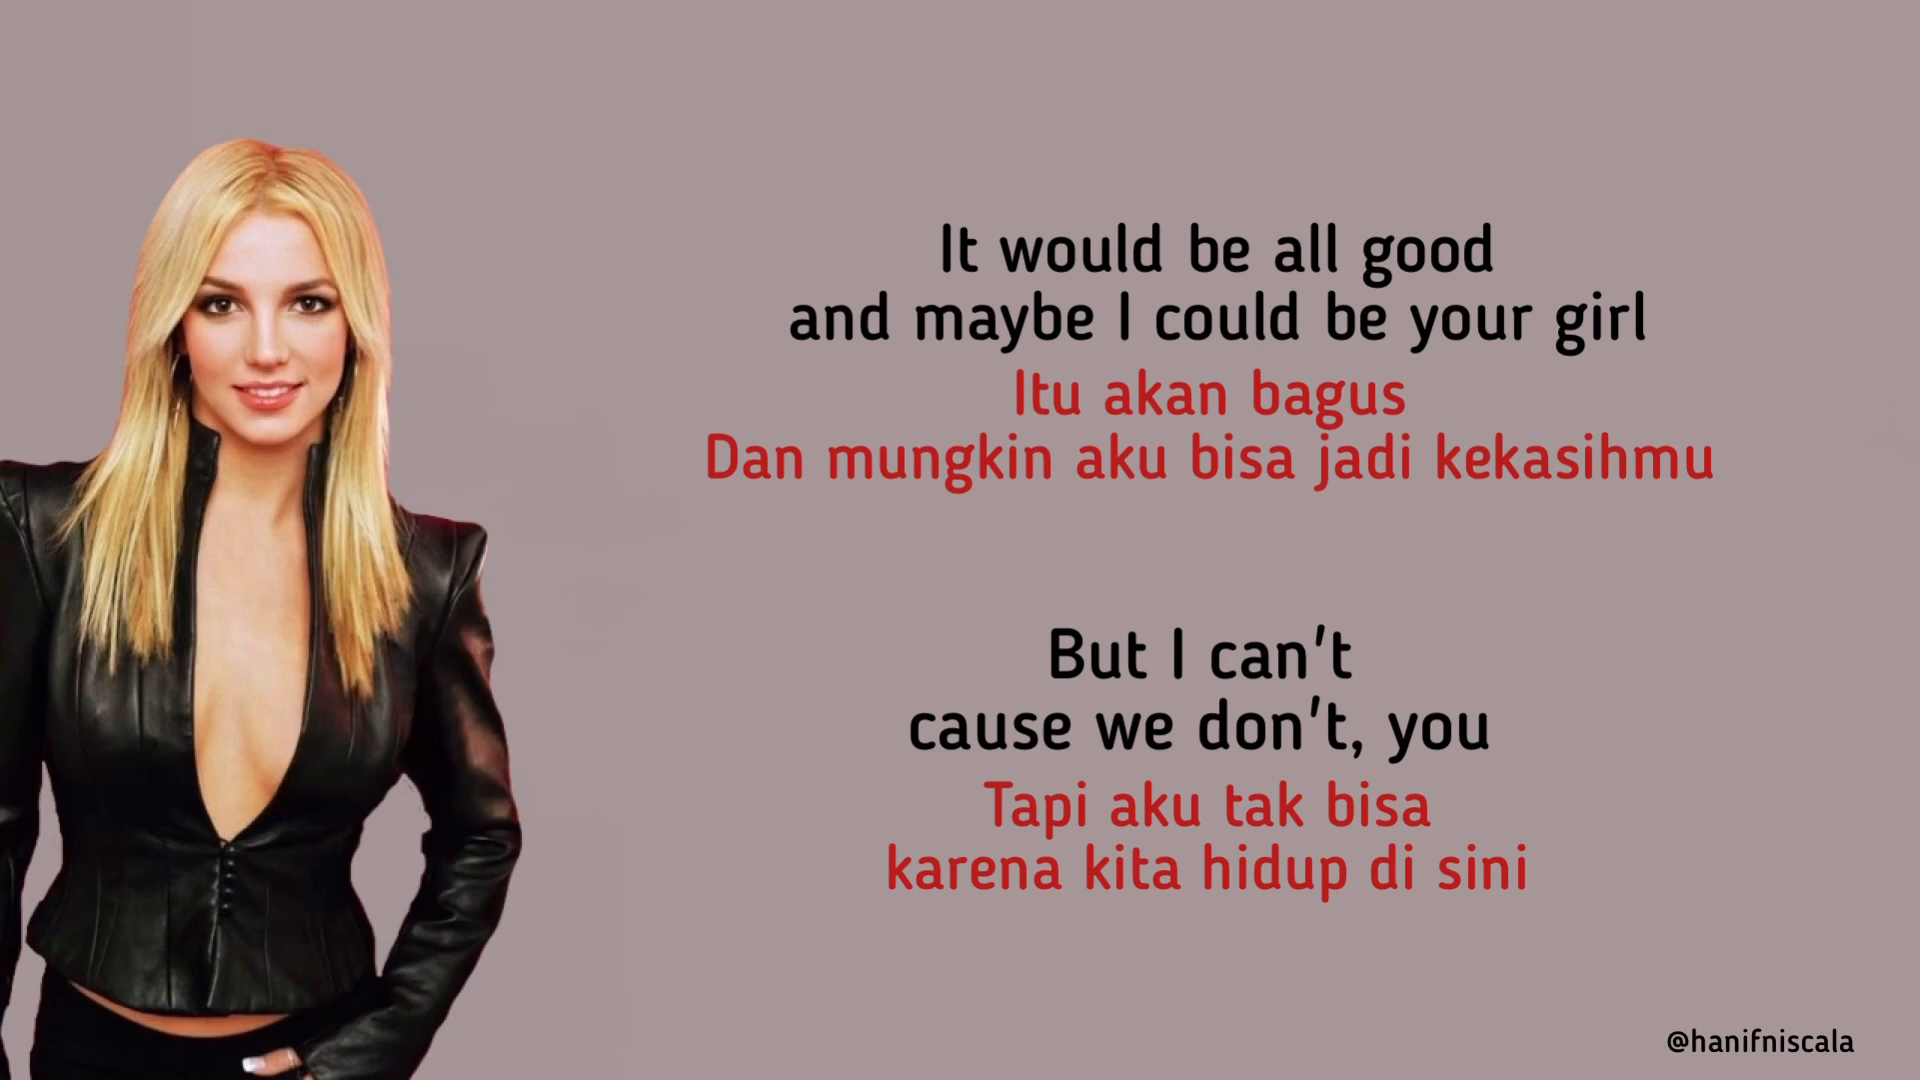 It would be all good
and maybe I could be your girl
Itu akan bagus
Dan mungkin aku bisa jadi kekasihmu
But I can't
cause we don't, you
Tapi aku tak bisa
karena kita hidup di sini
@hanifniscala